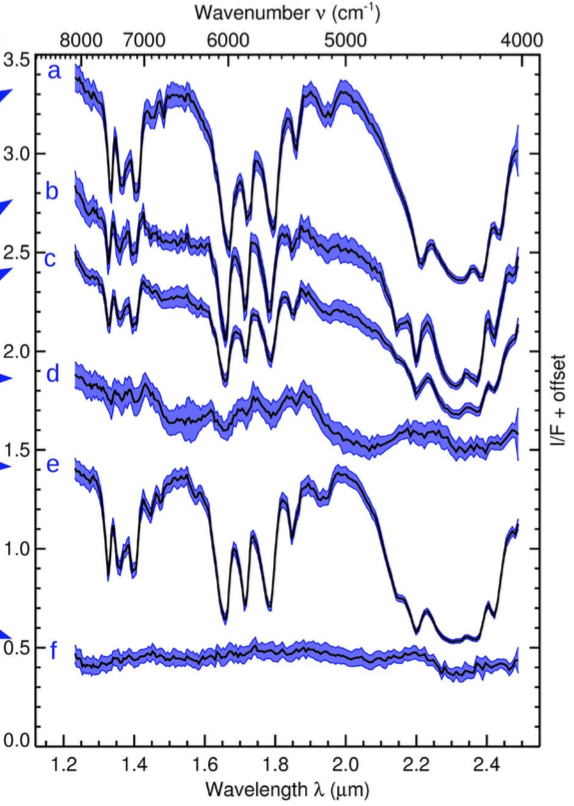 Wavenumber ν (cm⁻¹)
8000 7000 6000 5000 4000
3.5
a
3.0
b
2.5
c
2.0
d
I/F + offset
1.5
e
1.0
f
0.5
0.0
1.2 1.4 1.6 1.8 2.0 2.2 2.4
Wavelength λ (μm)